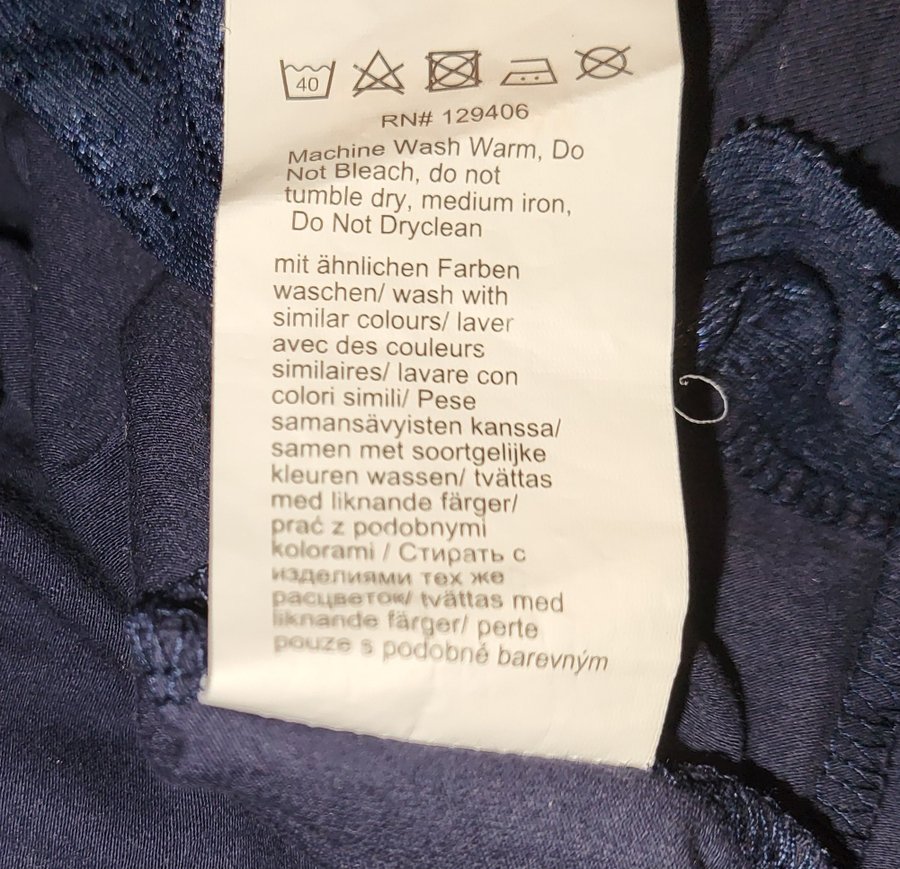 40
RN# 129406
Machine Wash Warm, Do
Not Bleach, do not
tumble dry, medium iron,
Do Not Dryclean
mit ähnlichen Farben
waschen/ wash with
similar colours/ laver
avec des couleurs
similaires/ lavare con
colori simili/ Pese
samansävyisten kanssa/
samen met soortgelijke
kleuren wassen/ tvättas
med liknande färger/
prać z podobnymi
kolorami / Стирать с
изделиями тех же
расцветок/ tvättas med
liknande färger/ perte
pouze s podobné barevným